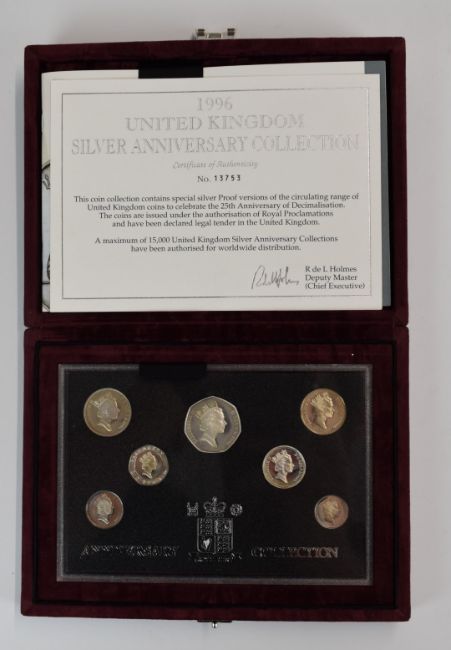 1996
UNITED KINGDOM
SILVER ANNIVERSARY COLLECTION
Certificate of Authenticity
No. 13753
This coin collection contains special silver Proof versions of the circulating range of
United Kingdom coins to celebrate the 25th Anniversary of Decimalisation.
The coins are issued under the authorisation of Royal Proclamations
and have been declared legal tender in the United Kingdom.
A maximum of 15,000 United Kingdom Silver Anniversary Collections
have been authorised for worldwide distribution.
R de L Holmes
Deputy Master
(Chief Executive)
ANNIVERSARY COLLECTION